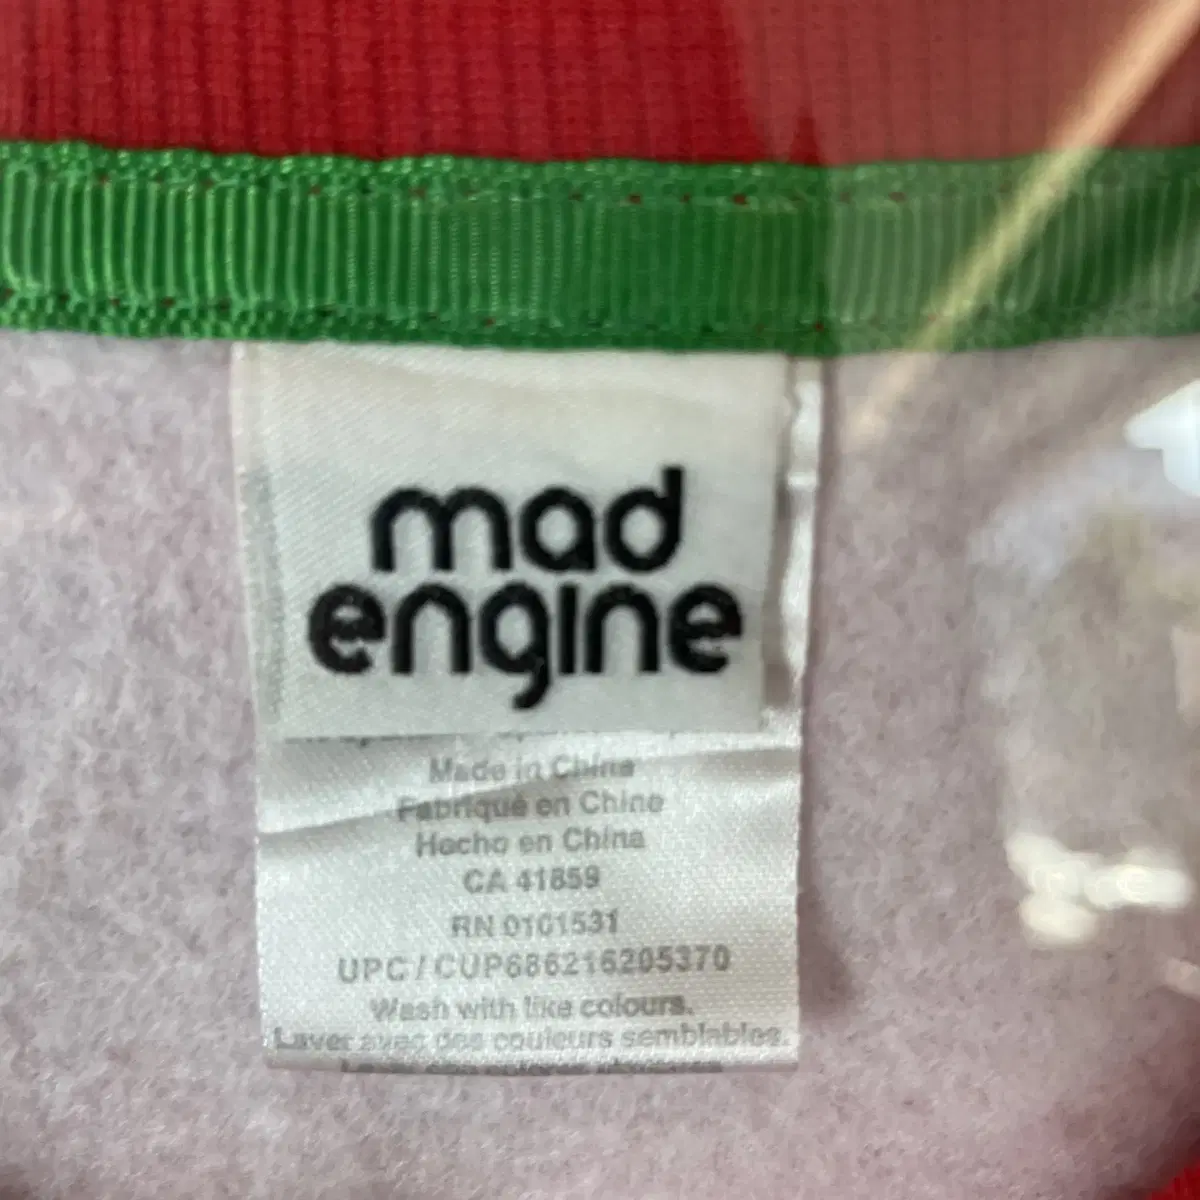 mad
engine
Made in China
Fabriqué en Chine
Hecho en China
CA 41859
RN 0101531
UPC / CUP686216205370
Wash with like colours.
Laver avec des couleurs semblables.